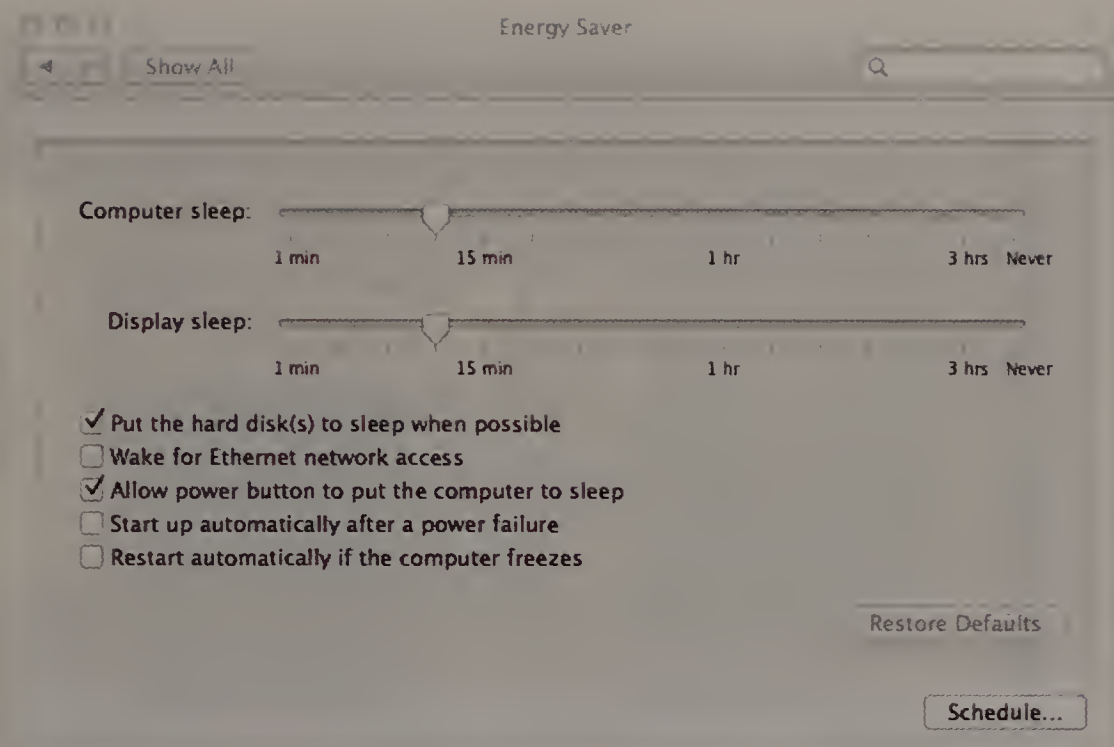 Energy Saver
Show All
Computer sleep:
1 min 15 min 1 hr 3 hrs Never
Display sleep:
1 min 15 min 1 hr 3 hrs Never
Put the hard disk(s) to sleep when possible
Wake for Ethernet network access
Allow power button to put the computer to sleep
Start up automatically after a power failure
Restart automatically if the computer freezes
Restore Defaults
Schedule...